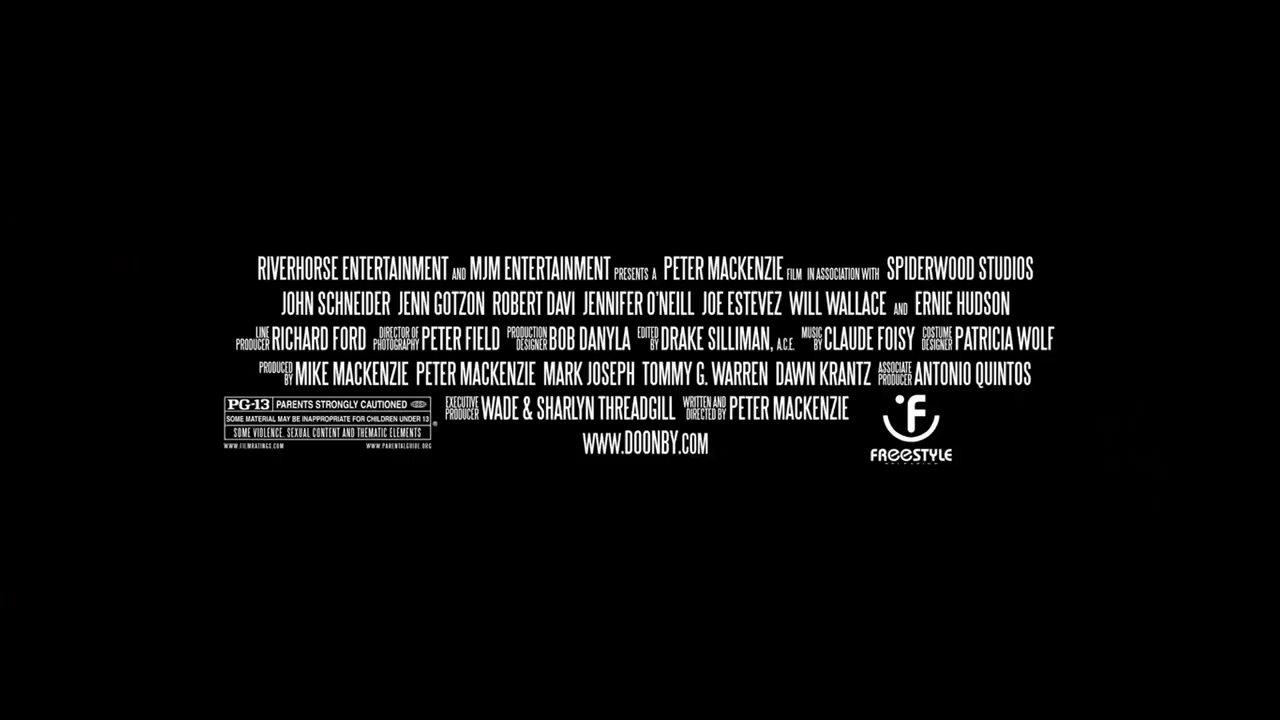 RIVERHORSE ENTERTAINMENT AND MJM ENTERTAINMENT PRESENTS A PETER MACKENZIE FILM IN ASSOCIATION WITH SPIDERWOOD STUDIOS
JOHN SCHNEIDER JENN GOTZON ROBERT DAVI JENNIFER O'NEILL JOE ESTEVEZ WILL WALLACE AND ERNIE HUDSON
LINE PRODUCER RICHARD FORD DIRECTOR OF PHOTOGRAPHY PETER FIELD PRODUCTION DESIGNER BOB DANYLA EDITED BY DRAKE SILLIMAN, A.C.E. MUSIC BY CLAUDE FOISY COSTUME DESIGNER PATRICIA WOLF
PRODUCED BY MIKE MACKENZIE PETER MACKENZIE MARK JOSEPH TOMMY G. WARREN DAWN KRANTZ ASSOCIATE PRODUCER ANTONIO QUINTOS
EXECUTIVE PRODUCER WADE & SHARLYN THREADGILL WRITTEN AND DIRECTED BY PETER MACKENZIE
WWW.DOONBY.COM
PG-13 PARENTS STRONGLY CAUTIONED
SOME MATERIAL MAY BE INAPPROPRIATE FOR CHILDREN UNDER 13
SOME VIOLENCE, SEXUAL CONTENT AND THEMATIC ELEMENTS
WWW.FILMRATINGS.COM WWW.PARENTALGUIDE.ORG
F
FREESTYLE